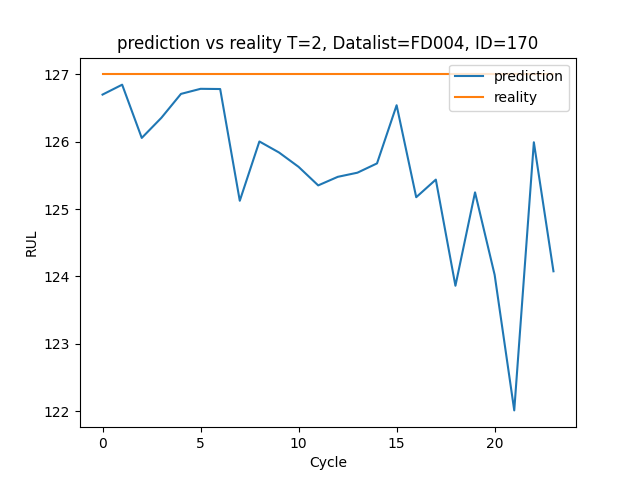 prediction vs reality T=2, Datalist=FD004, ID=170
127
126
125
124
123
122
RUL
prediction
reality
0
5
10
15
20
Cycle